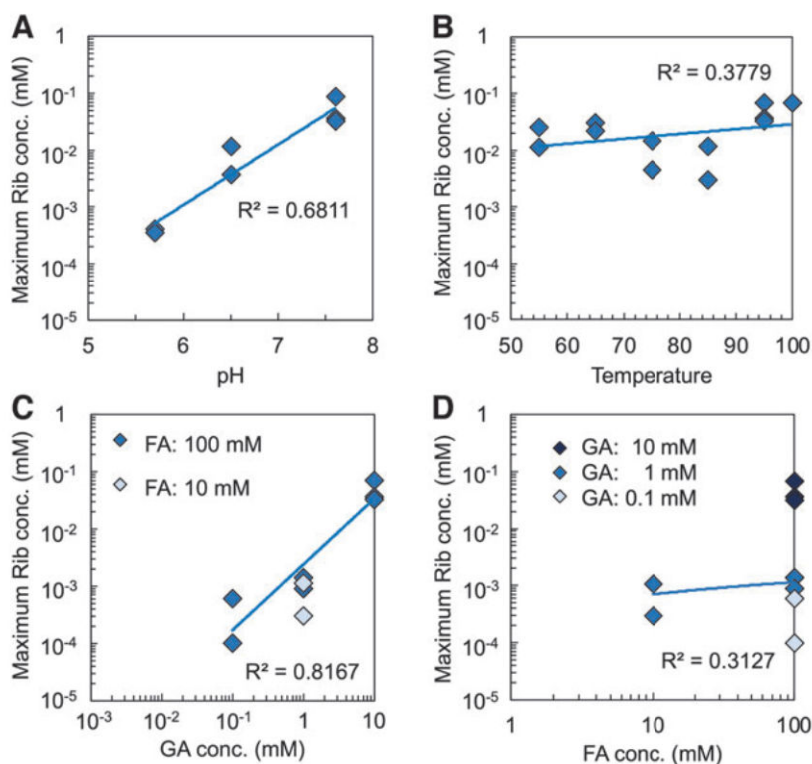 A
Maximum Rib conc. (mM)
1
10⁻¹
10⁻²
10⁻³
10⁻⁴
10⁻⁵
R² = 0.6811
5 6 7 8
pH
B
Maximum Rib conc. (mM)
1
10⁻¹
10⁻²
10⁻³
10⁻⁴
10⁻⁵
R² = 0.3779
50 60 70 80 90 100
Temperature
C
Maximum Rib conc. (mM)
1
10⁻¹
10⁻²
10⁻³
10⁻⁴
10⁻⁵
FA: 100 mM
FA: 10 mM
R² = 0.8167
10⁻³ 10⁻² 10⁻¹ 1 10
GA conc. (mM)
D
Maximum Rib conc. (mM)
1
10⁻¹
10⁻²
10⁻³
10⁻⁴
10⁻⁵
GA: 10 mM
GA: 1 mM
GA: 0.1 mM
R² = 0.3127
1 10 100
FA conc. (mM)